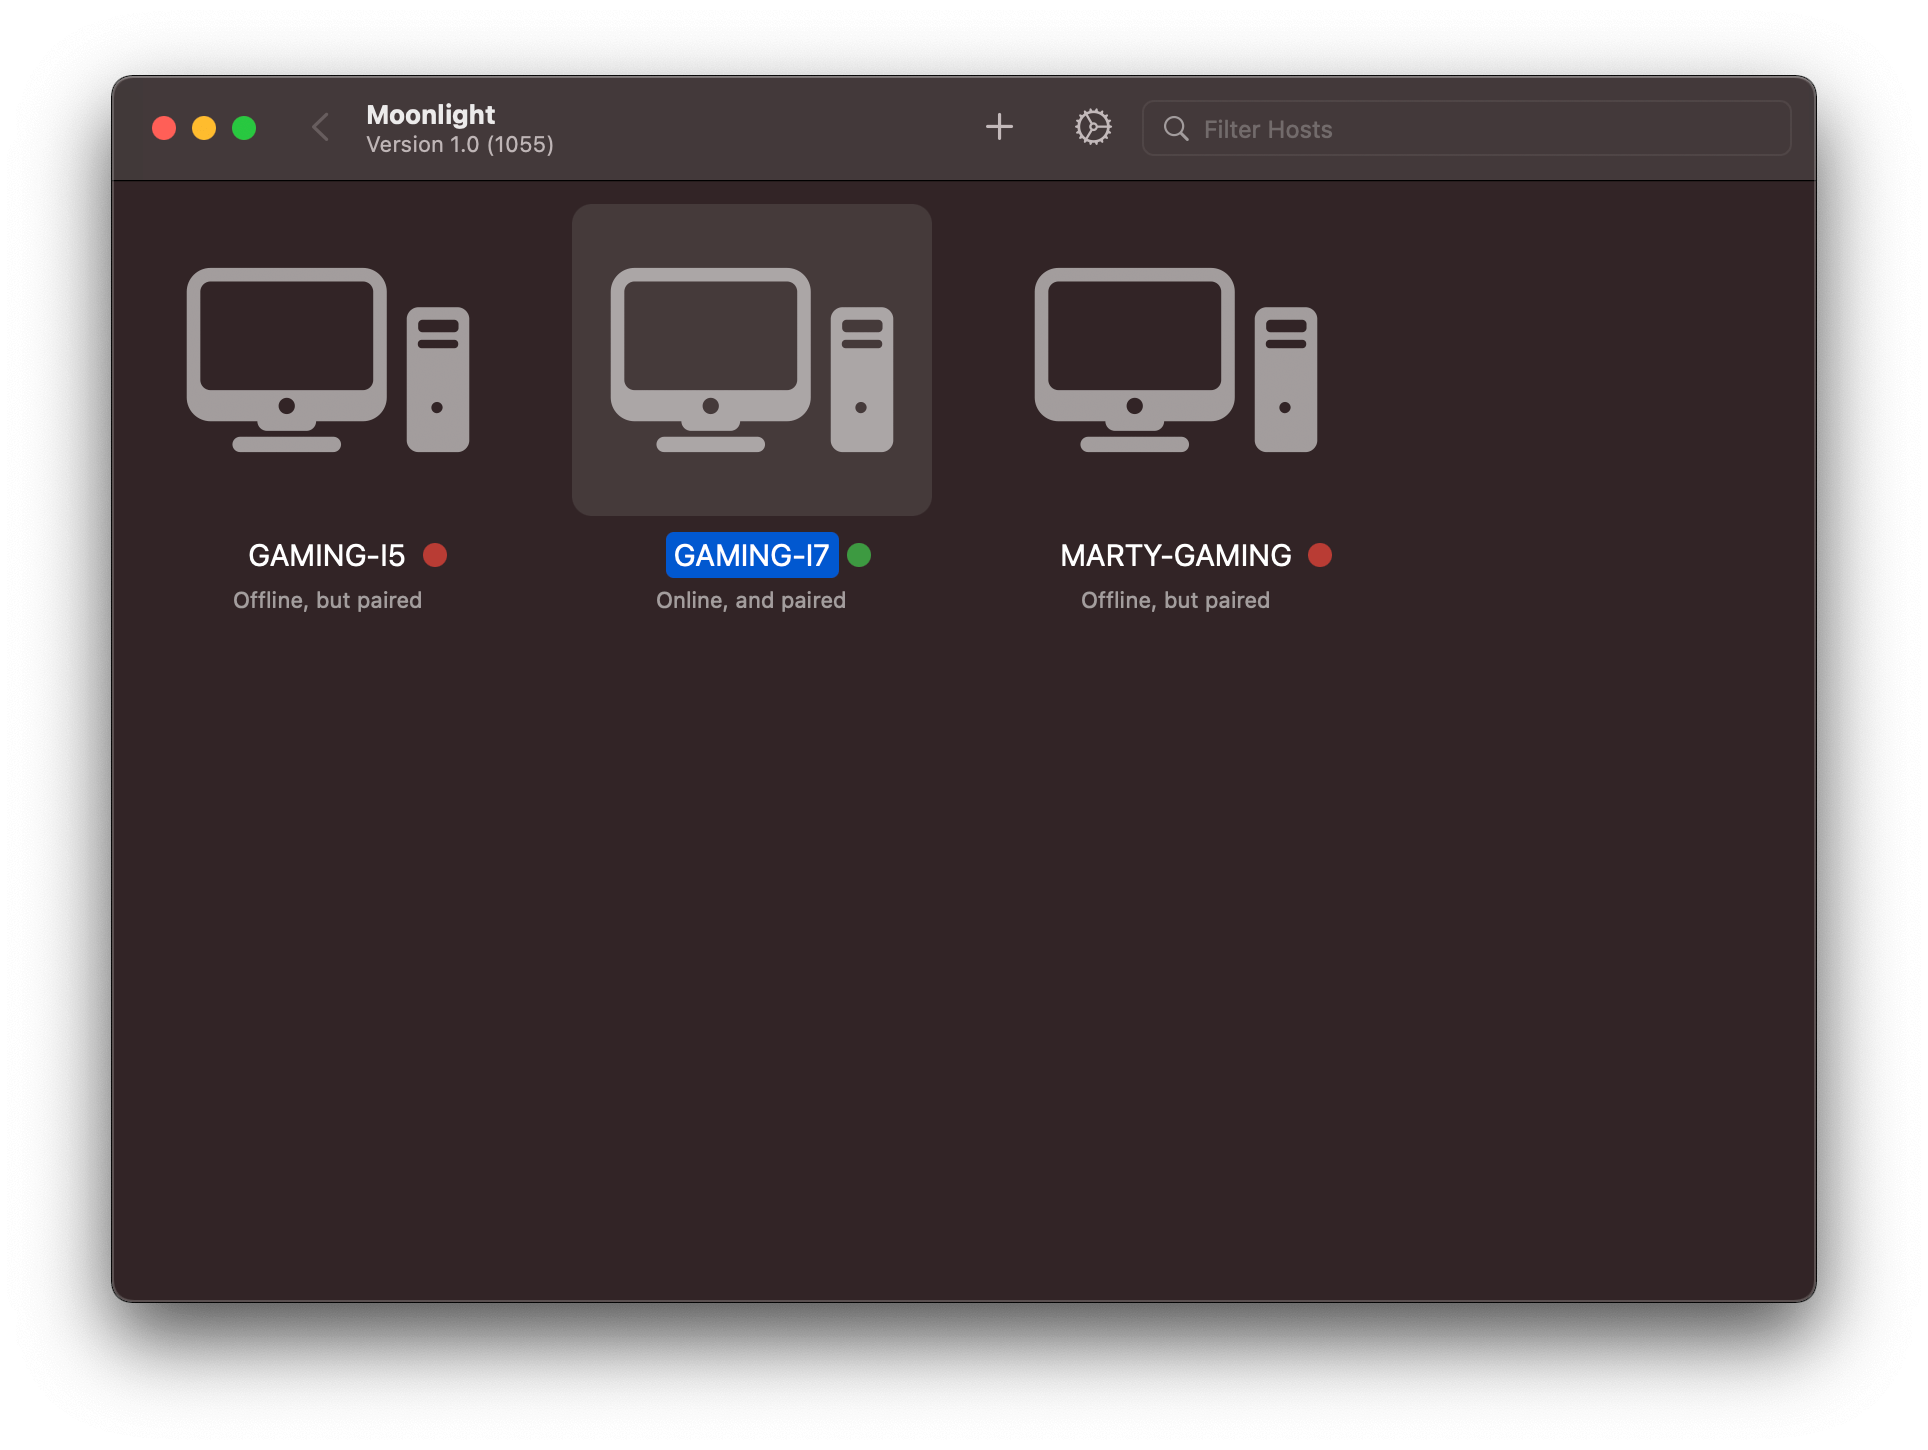 Moonlight
Version 1.0 (1055)
Filter Hosts
GAMING-I5
GAMING-I7
MARTY-GAMING
Offline, but paired
Online, and paired
Offline, but paired